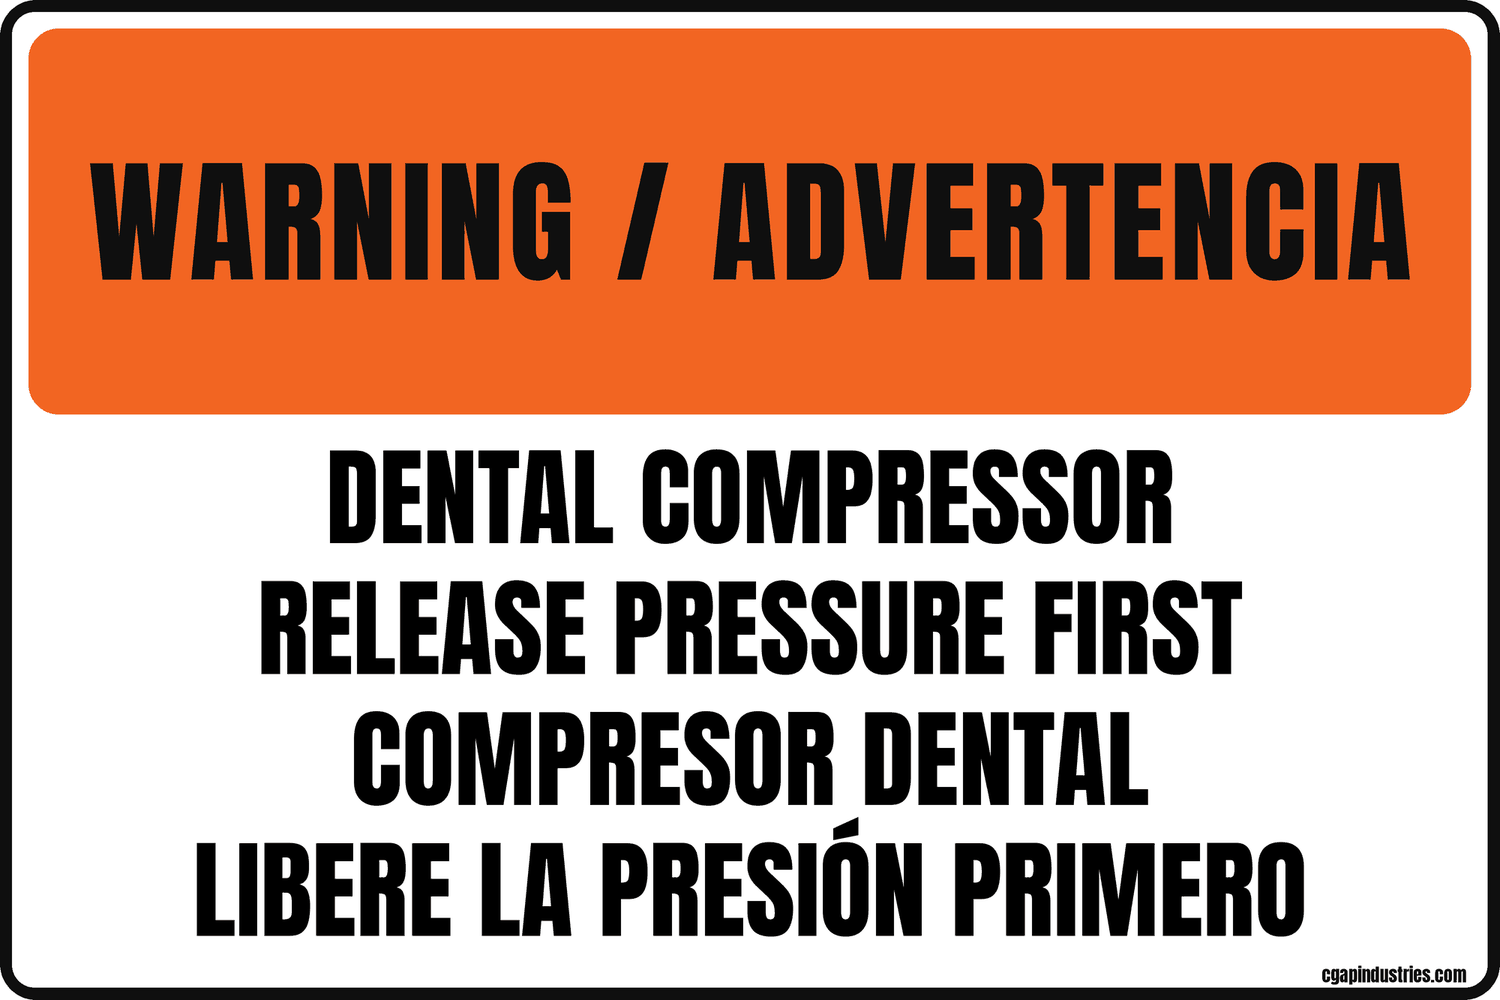 WARNING / ADVERTENCIA
DENTAL COMPRESSOR
RELEASE PRESSURE FIRST
COMPRESOR DENTAL
LIBERE LA PRESIÓN PRIMERO
cgapindustries.com